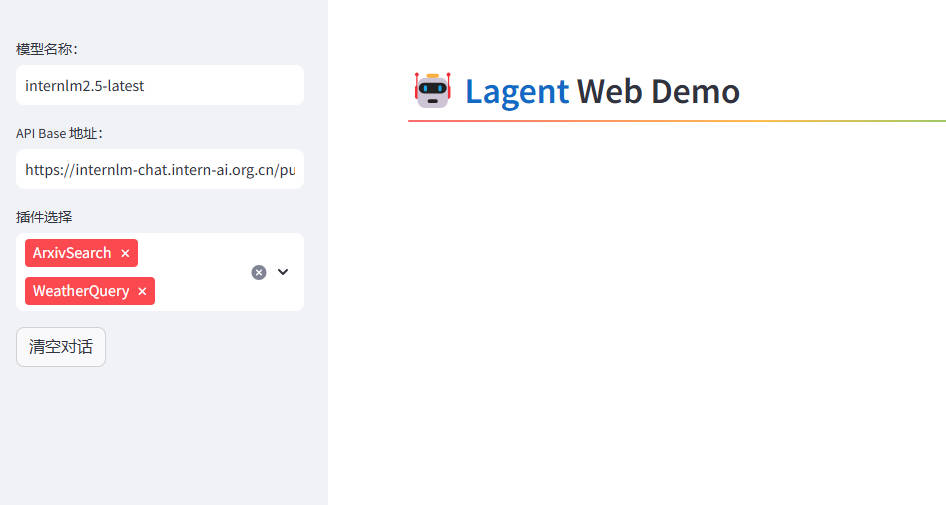 模型名称：
internlm2.5-latest
API Base 地址：
https://internlm-chat.intern-ai.org.cn/pu
插件选择
ArxivSearch ×
WeatherQuery ×
清空对话
Lagent Web Demo